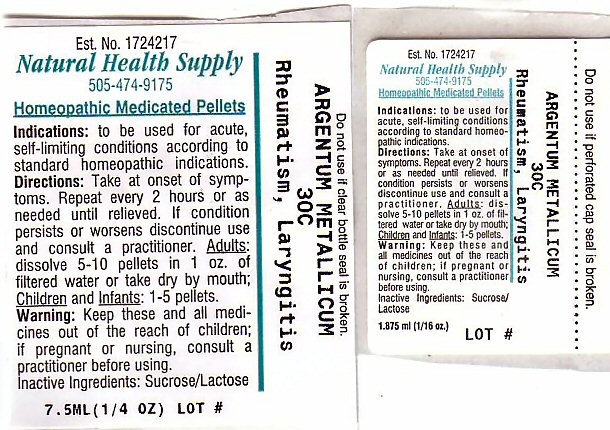 Est. No. 1724217
Natural Health Supply
505-474-9175
Homeopathic Medicated Pellets
Indications: to be used for acute,
self-limiting conditions according to
standard homeopathic indications.
Directions: Take at onset of symp-
toms. Repeat every 2 hours or as
needed until relieved. If condition
persists or worsens discontinue use
and consult a practitioner. Adults:
dissolve 5-10 pellets in 1 oz. of
filtered water or take dry by mouth;
Children and Infants: 1-5 pellets.
Warning: Keep these and all medi-
cines out of the reach of children;
if pregnant or nursing, consult a
practitioner before using.
Inactive Ingredients: Sucrose/Lactose
7.5ML(1/4 OZ) LOT #
Do not use if clear bottle seal is broken.
ARGENTUM METALLICUM
30C
Rheumatism, Laryngitis
Est. No. 1724217
Natural Health Supply
505-474-9175
Homeopathic Medicated Pellets
Indications: to be used for
acute, self-limiting conditions
according to standard homeo-
pathic indications.
Directions: Take at onset of
symptoms. Repeat every 2 hours
or as needed until relieved. If
condition persists or worsens
discontinue use and consult a
practitioner. Adults: dis-
solve 5-10 pellets in 1 oz. of fil-
tered water or take dry by mouth;
Children and Infants: 1-5 pellets.
Warning: Keep these and
all medicines out of the reach
of children; if pregnant or
nursing, consult a practitioner
before using.
Inactive Ingredients: Sucrose/
Lactose
1.875 ml (1/16 oz.) LOT #
Do not use if perforated cap seal is broken.
ARGENTUM METALLICUM
30C
Rheumatism, Laryngitis